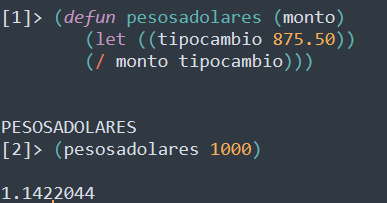 [1]> (defun pesosadolares (monto)
(let ((tipocambio 875.50))
(/ monto tipocambio)))
PESOSADOLARES
[2]> (pesosadolares 1000)
1.1422044